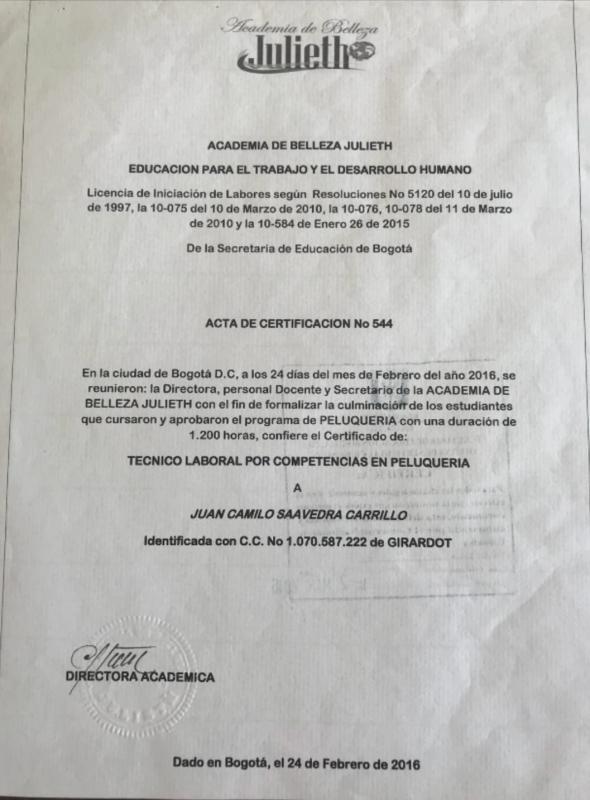 Academia de Belleza
Julieth
ACADEMIA DE BELLEZA JULIETH
EDUCACION PARA EL TRABAJO Y EL DESARROLLO HUMANO
Licencia de Iniciación de Labores según Resoluciones No 5120 del 10 de julio
de 1997, la 10-075 del 10 de Marzo de 2010, la 10-076, 10-078 del 11 de Marzo
de 2010 y la 10-584 de Enero 26 de 2015
De la Secretaria de Educación de Bogotá
ACTA DE CERTIFICACION No 544
En la ciudad de Bogotá D.C, a los 24 días del mes de Febrero del año 2016, se
reunieron: la Directora, personal Docente y Secretario de la ACADEMIA DE
BELLEZA JULIETH con el fin de formalizar la culminación de los estudiantes
que cursaron y aprobaron el programa de PELUQUERIA con una duración de
1.200 horas, confiere el Certificado de:
TECNICO LABORAL POR COMPETENCIAS EN PELUQUERIA
A
JUAN CAMILO SAAVEDRA CARRILLO
Identificada con C.C. No 1.070.587.222 de GIRARDOT
DIRECTORA ACADEMICA
Dado en Bogotá, el 24 de Febrero de 2016